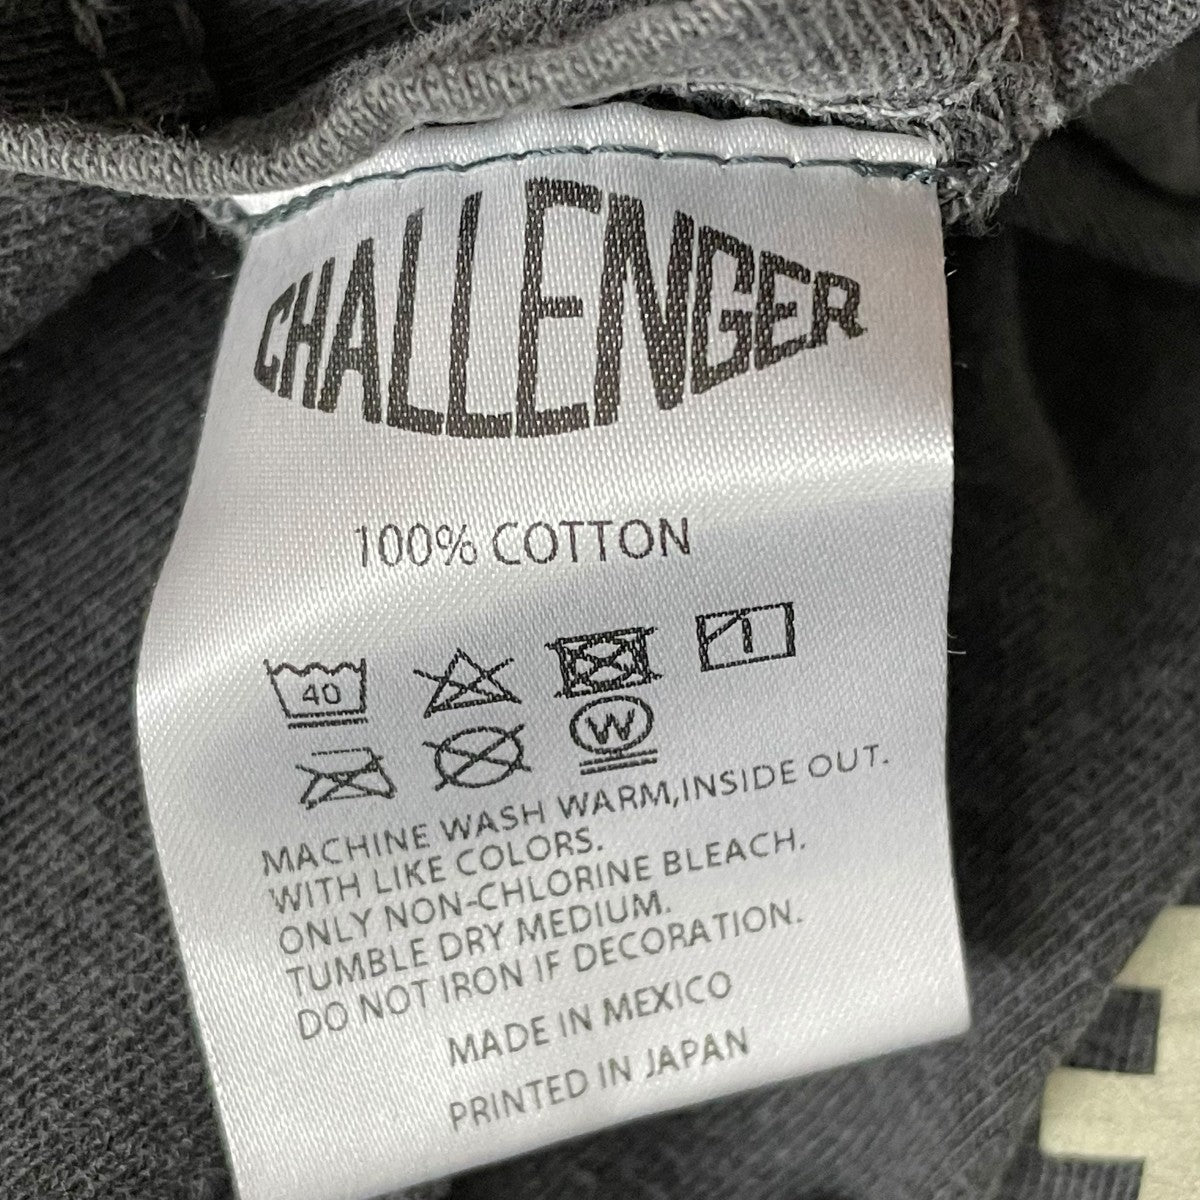 CHALLENGER
100% COTTON
40
W
MACHINE WASH WARM,INSIDE OUT.
WITH LIKE COLORS.
ONLY NON-CHLORINE BLEACH.
TUMBLE DRY MEDIUM.
DO NOT IRON IF DECORATION.
MADE IN MEXICO
PRINTED IN JAPAN